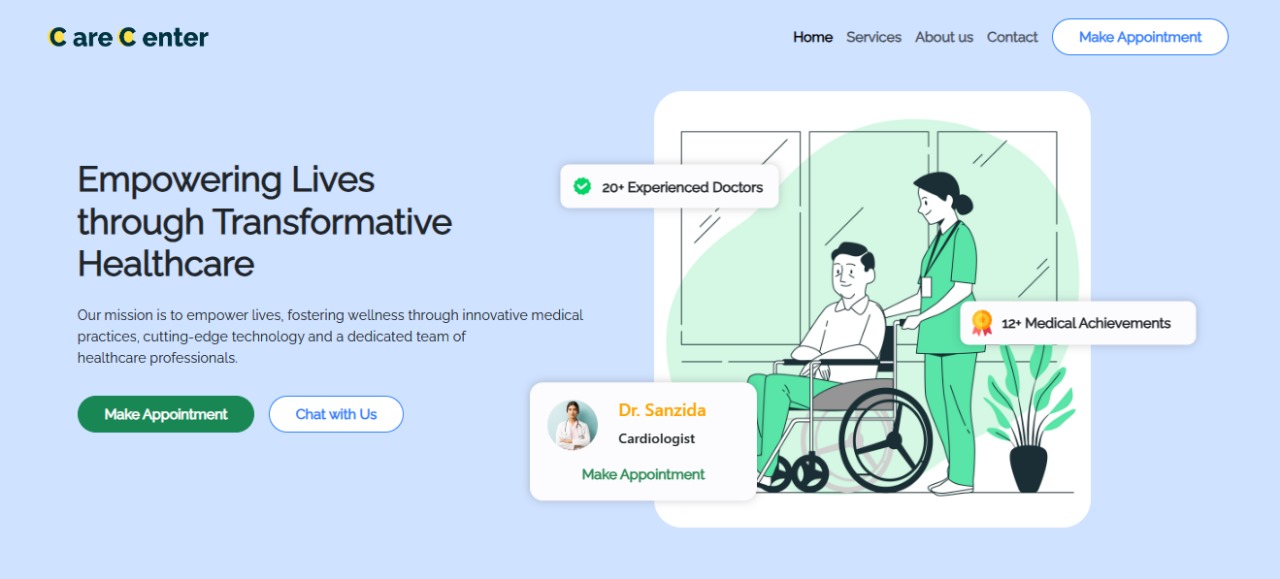 Care Center
Home
Services
About us
Contact
Make Appointment
Empowering Lives
through Transformative
Healthcare
Our mission is to empower lives, fostering wellness through innovative medical
practices, cutting-edge technology and a dedicated team of
healthcare professionals.
Make Appointment
Chat with Us
20+ Experienced Doctors
12+ Medical Achievements
Dr. Sanzida
Cardiologist
Make Appointment